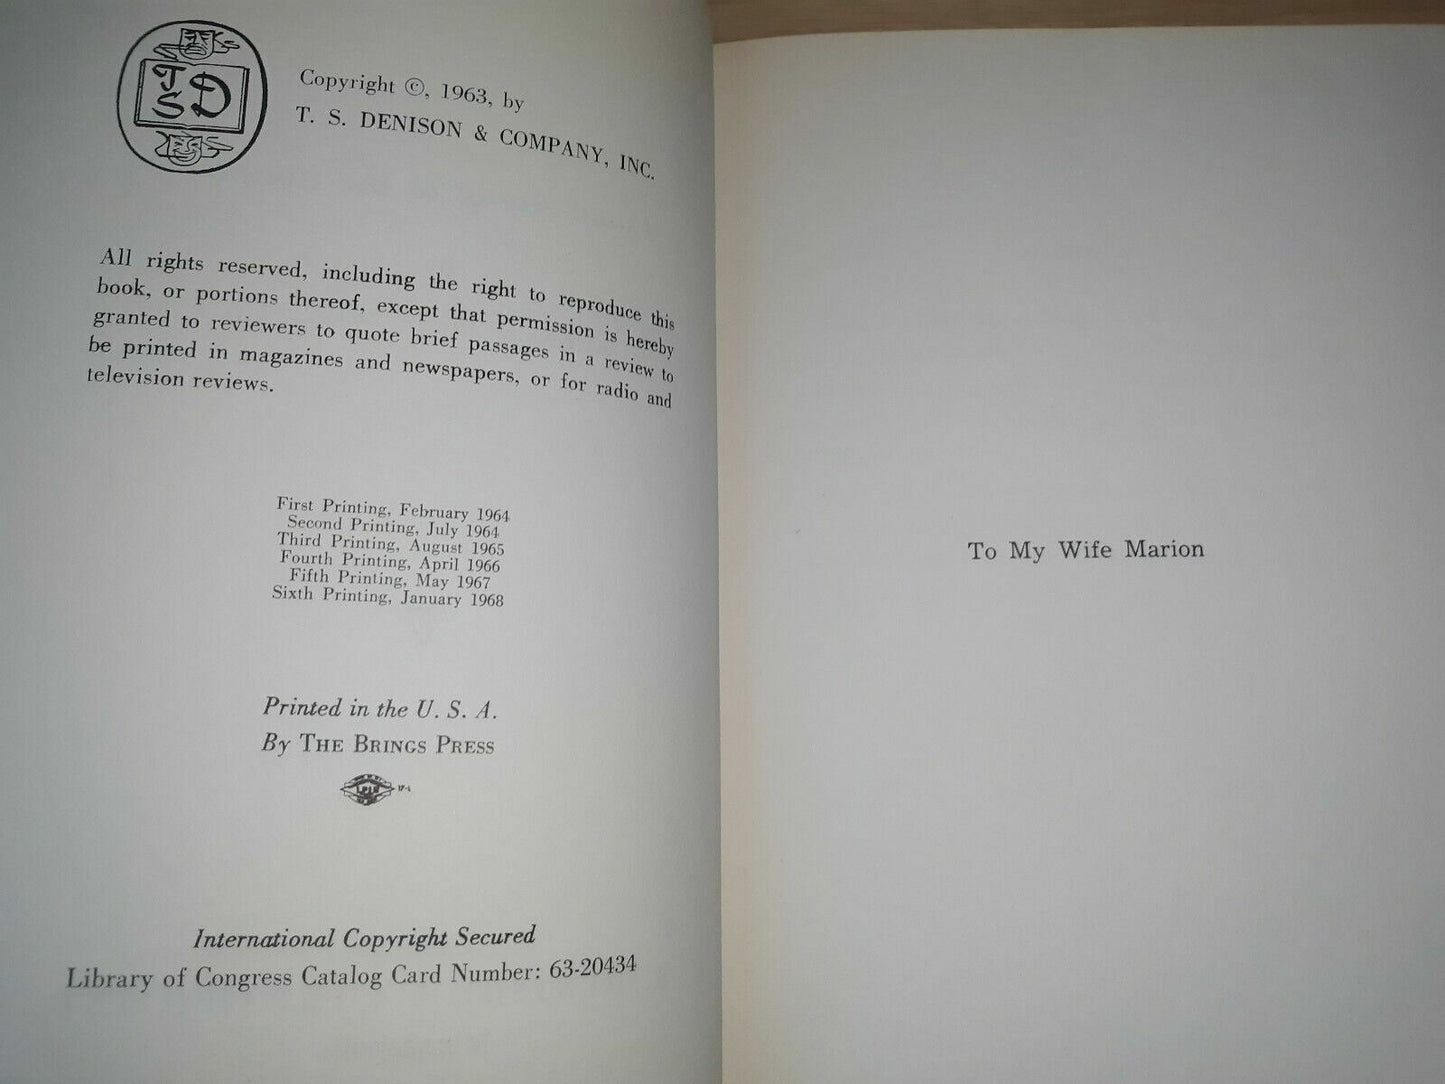 T
S D
Copyright ©, 1963, by
T. S. DENISON & COMPANY, INC.
All rights reserved, including the right to reproduce this
book, or portions thereof, except that permission is hereby
granted to reviewers to quote brief passages in a review to
be printed in magazines and newspapers, or for radio and
television reviews.
First Printing, February 1964
Second Printing, July 1964
Third Printing, August 1965
Fourth Printing, April 1966
Fifth Printing, May 1967
Sixth Printing, January 1968
Printed in the U. S. A.
By THE BRINGS PRESS
International Copyright Secured
Library of Congress Catalog Card Number: 63-20434
To My Wife Marion